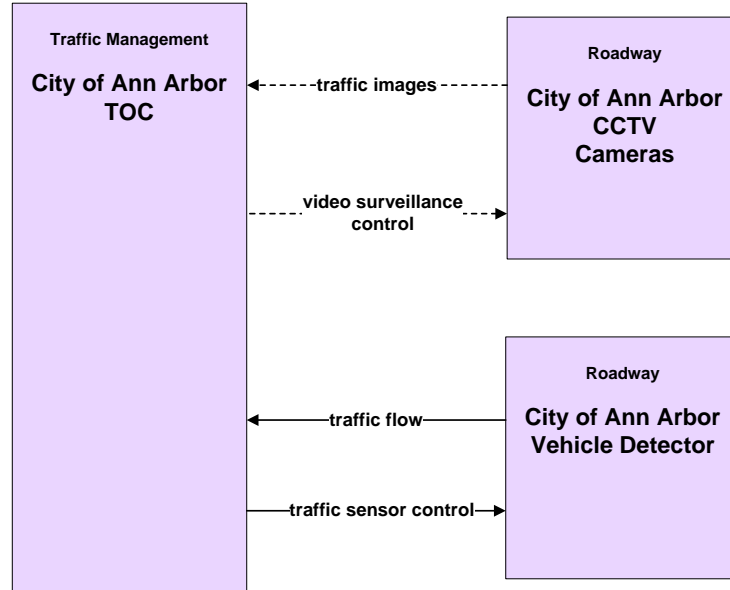 Traffic Management
City of Ann Arbor
TOC
traffic images
video surveillance
control
traffic flow
traffic sensor control
Roadway
City of Ann Arbor
CCTV
Cameras
Roadway
City of Ann Arbor
Vehicle Detector